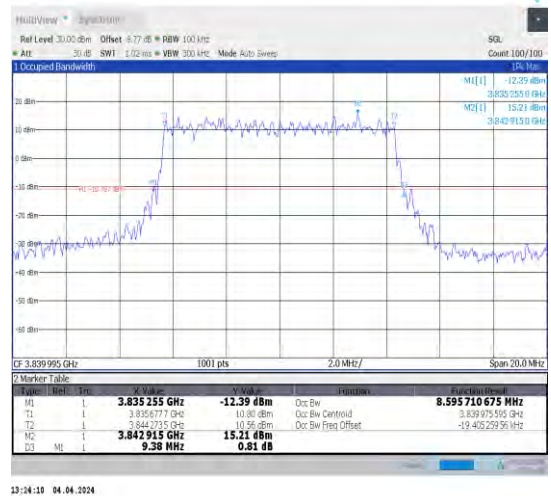 MultiView Spectrum
Ref Level 30.00 dBm Offset 9.77 dB RBW 100 kHz SGL
Att 30 dB SWT 1.02 ms VBW 300 kHz Mode Auto Sweep Count 100/100
1 Occupied Bandwidth 1Pk Max
M1[1] -12.39 dBm
3.835 255 0 GHz
M2[1] 15.21 dBm
3.842 915 0 GHz
20 dBm
10 dBm
0 dBm
-10 dBm
-20 dBm
-30 dBm
-40 dBm
-50 dBm
-60 dBm
CF 3.839 995 GHz 1001 pts 2.0 MHz/ Span 20.0 MHz
2 Marker Table
Type Ref Trc X Value Y Value Function Function Result
M1 1 3.835 255 GHz -12.39 dBm Occ Bw 8.595 710 675 MHz
T1 1 3.835 677 7 GHz 10.80 dBm Occ Bw Centroid 3.839 975 595 GHz
T2 1 3.844 273 5 GHz 10.56 dBm Occ Bw Freq Offset -19.405 259 56 kHz
M2 1 3.842 915 GHz 15.21 dBm
D3 M1 1 9.38 MHz 0.81 dB
13:24:10 04.04.2024